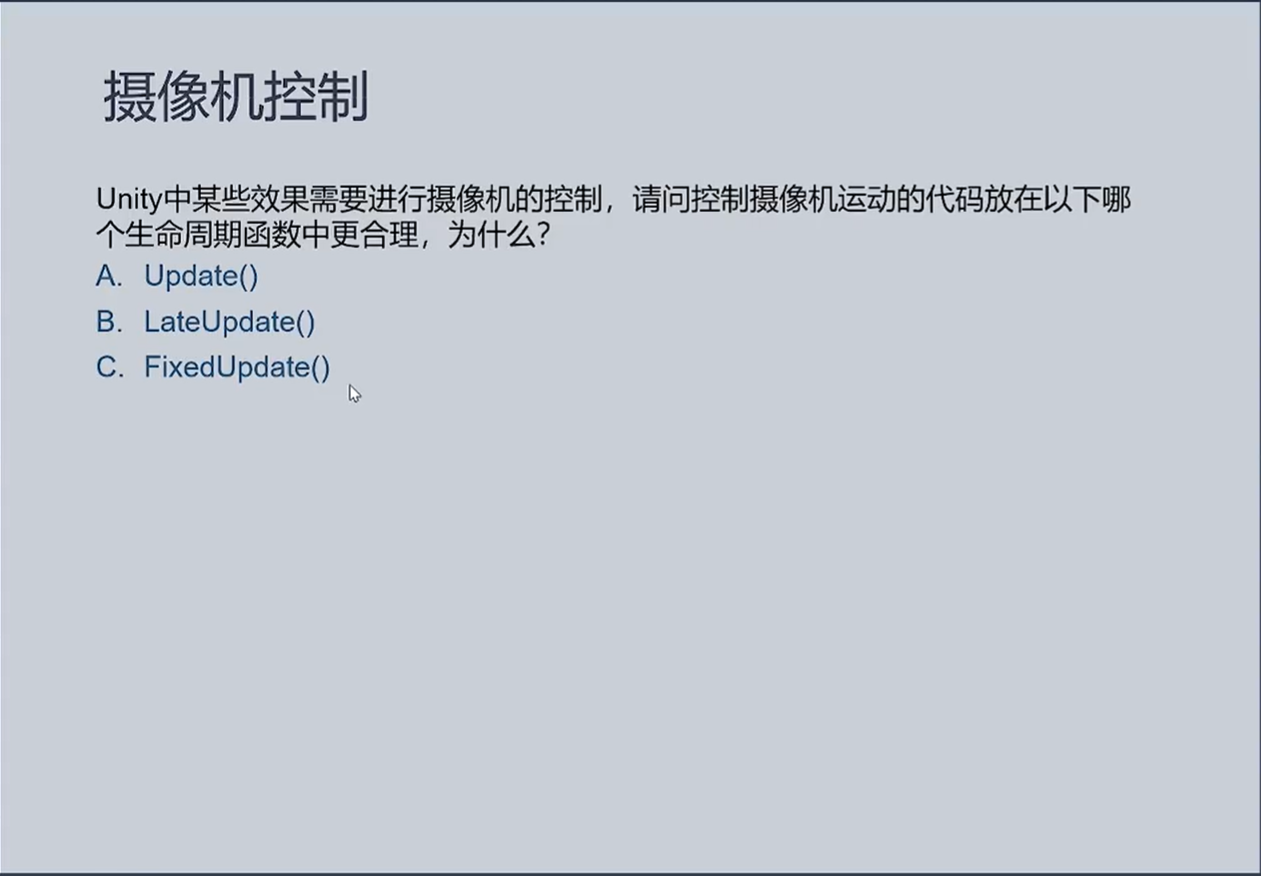 摄像机控制
Unity中某些效果需要进行摄像机的控制，请问控制摄像机运动的代码放在以下哪
个生命周期函数中更合理，为什么？
A. Update()
B. LateUpdate()
C. FixedUpdate()